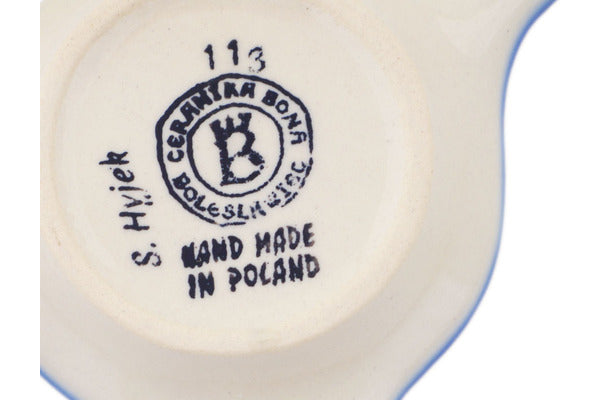 113
CERAMIKA BONA
B
BOLESŁAWIEC
S. Hyjek
HAND MADE
IN POLAND